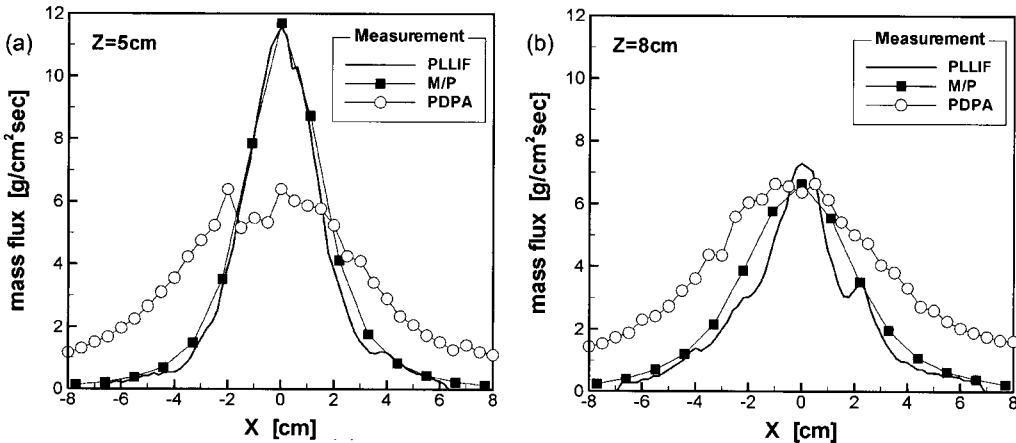 (a)
Z=5cm
Measurement
PLLIF
M/P
PDPA
mass flux [g/cm²sec]
12
10
8
6
4
2
0
-8 -6 -4 -2 0 2 4 6 8
X [cm]
(b)
Z=8cm
Measurement
PLLIF
M/P
PDPA
mass flux [g/cm²sec]
12
10
8
6
4
2
0
-8 -6 -4 -2 0 2 4 6 8
X [cm]